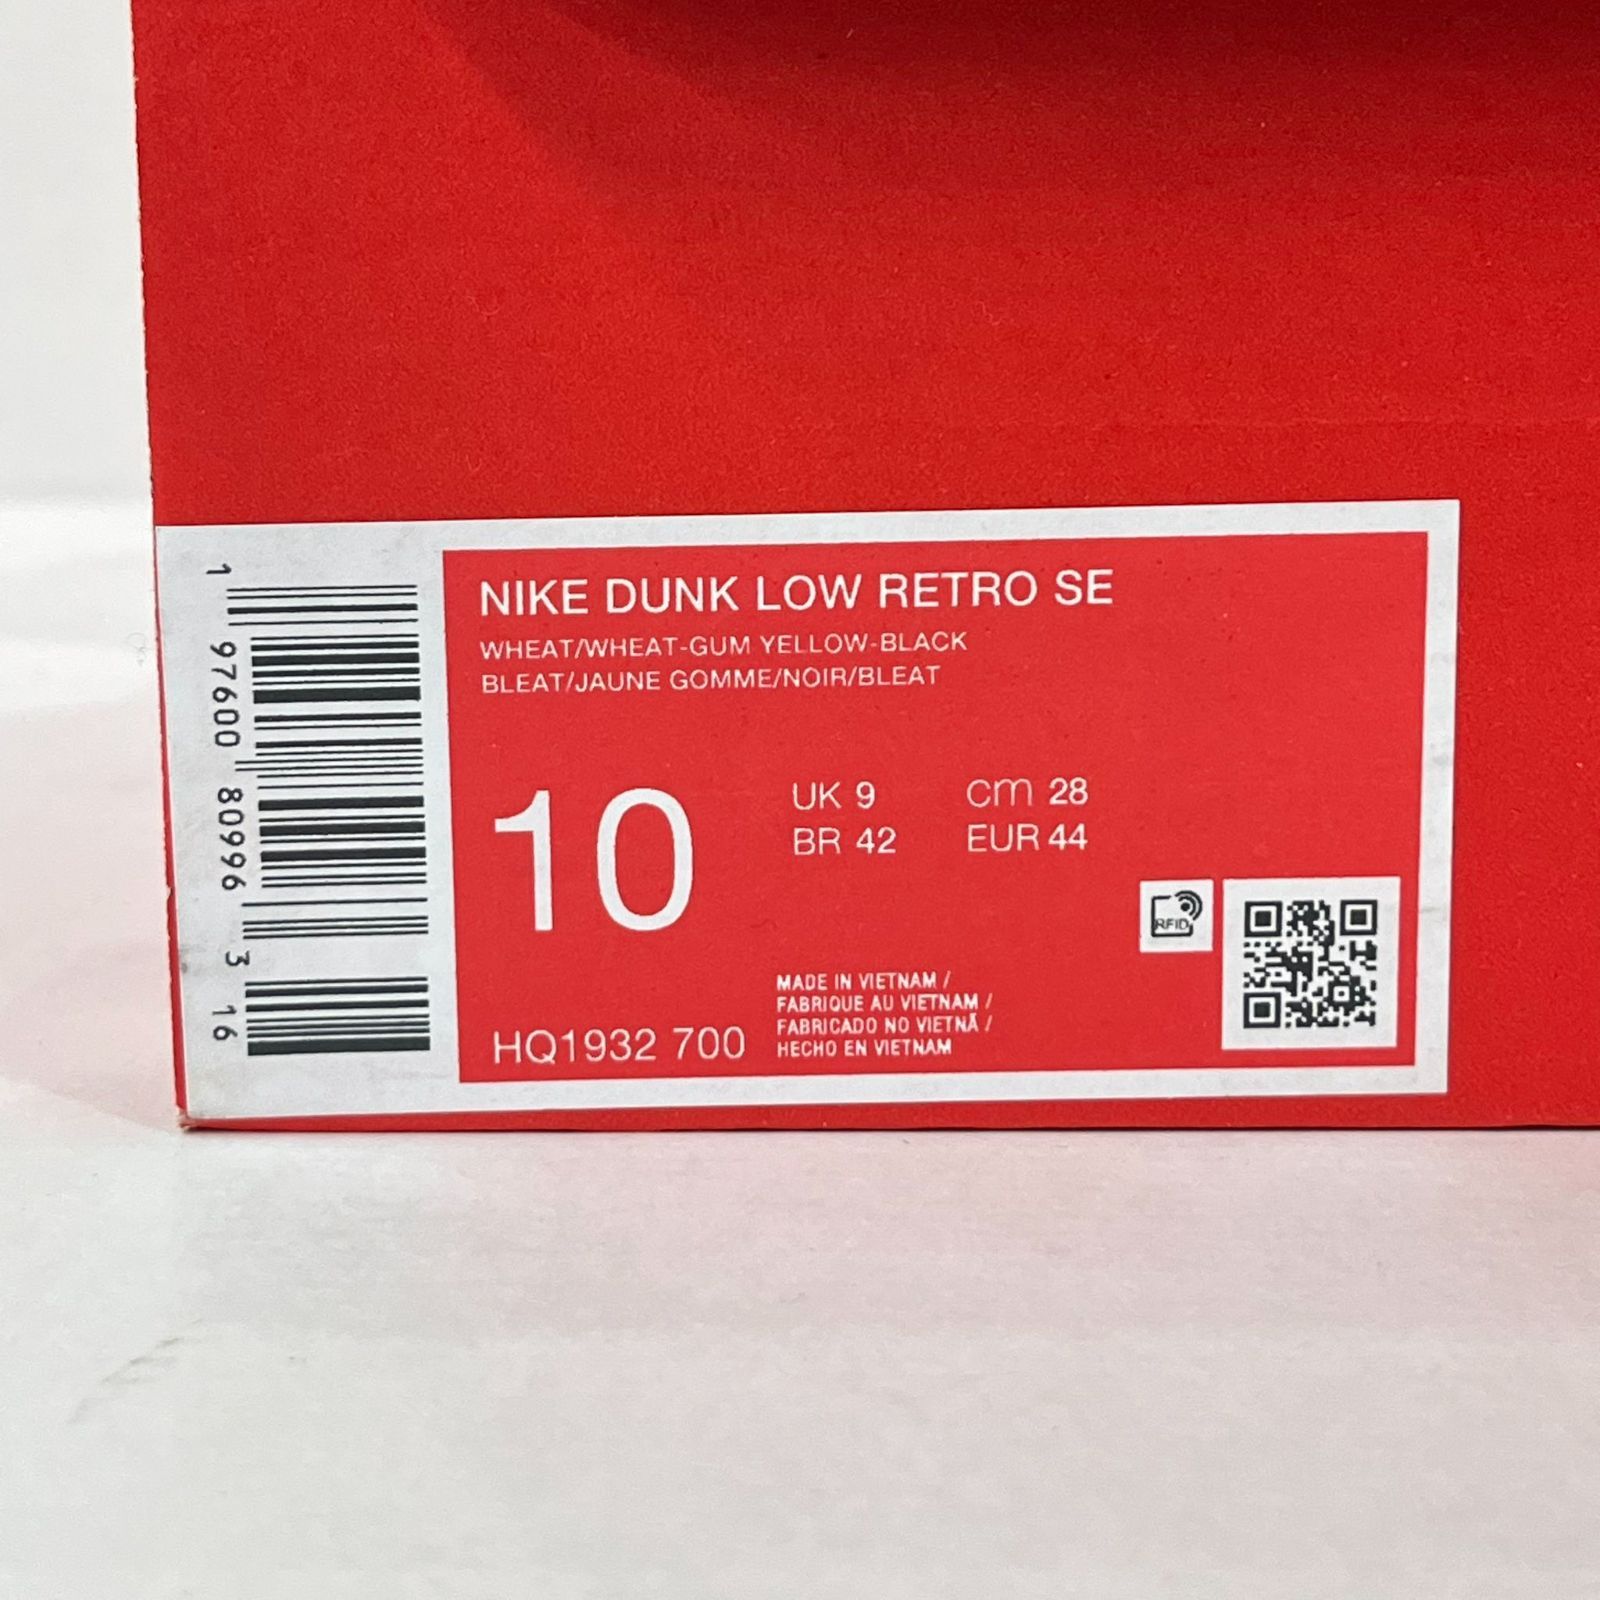 NIKE DUNK LOW RETRO SE
WHEAT/WHEAT-GUM YELLOW-BLACK
BLEAT/JAUNE GOMME/NOIR/BLEAT
10
UK 9 cm 28
BR 42 EUR 44
RFID
HQ1932 700
MADE IN VIETNAM /
FABRIQUE AU VIETNAM /
FABRICADO NO VIETNÃ /
HECHO EN VIETNAM
1 97600 80996 3 16